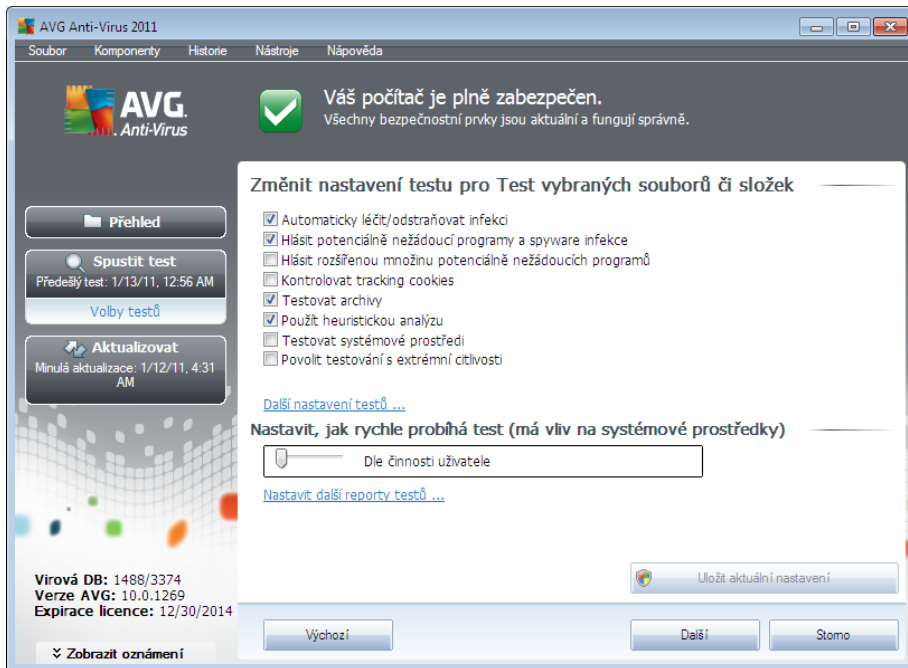 AVG Anti-Virus 2011
Soubor Komponenty Historie Nástroje Nápověda
AVG.
Anti-Virus
Váš počítač je plně zabezpečen.
Všechny bezpečnostní prvky jsou aktuální a fungují správně.
Přehled
Spustit test
Předešlý test: 1/13/11, 12:56 AM
Volby testů
Aktualizovat
Minulá aktualizace: 1/12/11, 4:31
AM
Změnit nastavení testu pro Test vybraných souborů či složek
Automaticky léčit/odstraňovat infekci
Hlásit potenciálně nežádoucí programy a spyware infekce
Hlásit rozšířenou množinu potenciálně nežádoucích programů
Kontrolovat tracking cookies
Testovat archivy
Použít heuristickou analýzu
Testovat systémové prostředi
Povolit testování s extrémní citlivosti
Další nastavení testů ...
Nastavit, jak rychle probíhá test (má vliv na systémové prostředky)
Dle činnosti uživatele
Nastavit další reporty testů ...
Uložit aktuální nastavení
Virová DB: 1488/3374
Verze AVG: 10.0.1269
Expirace licence: 12/30/2014
Zobrazit oznámení
Výchozí
Další
Storno